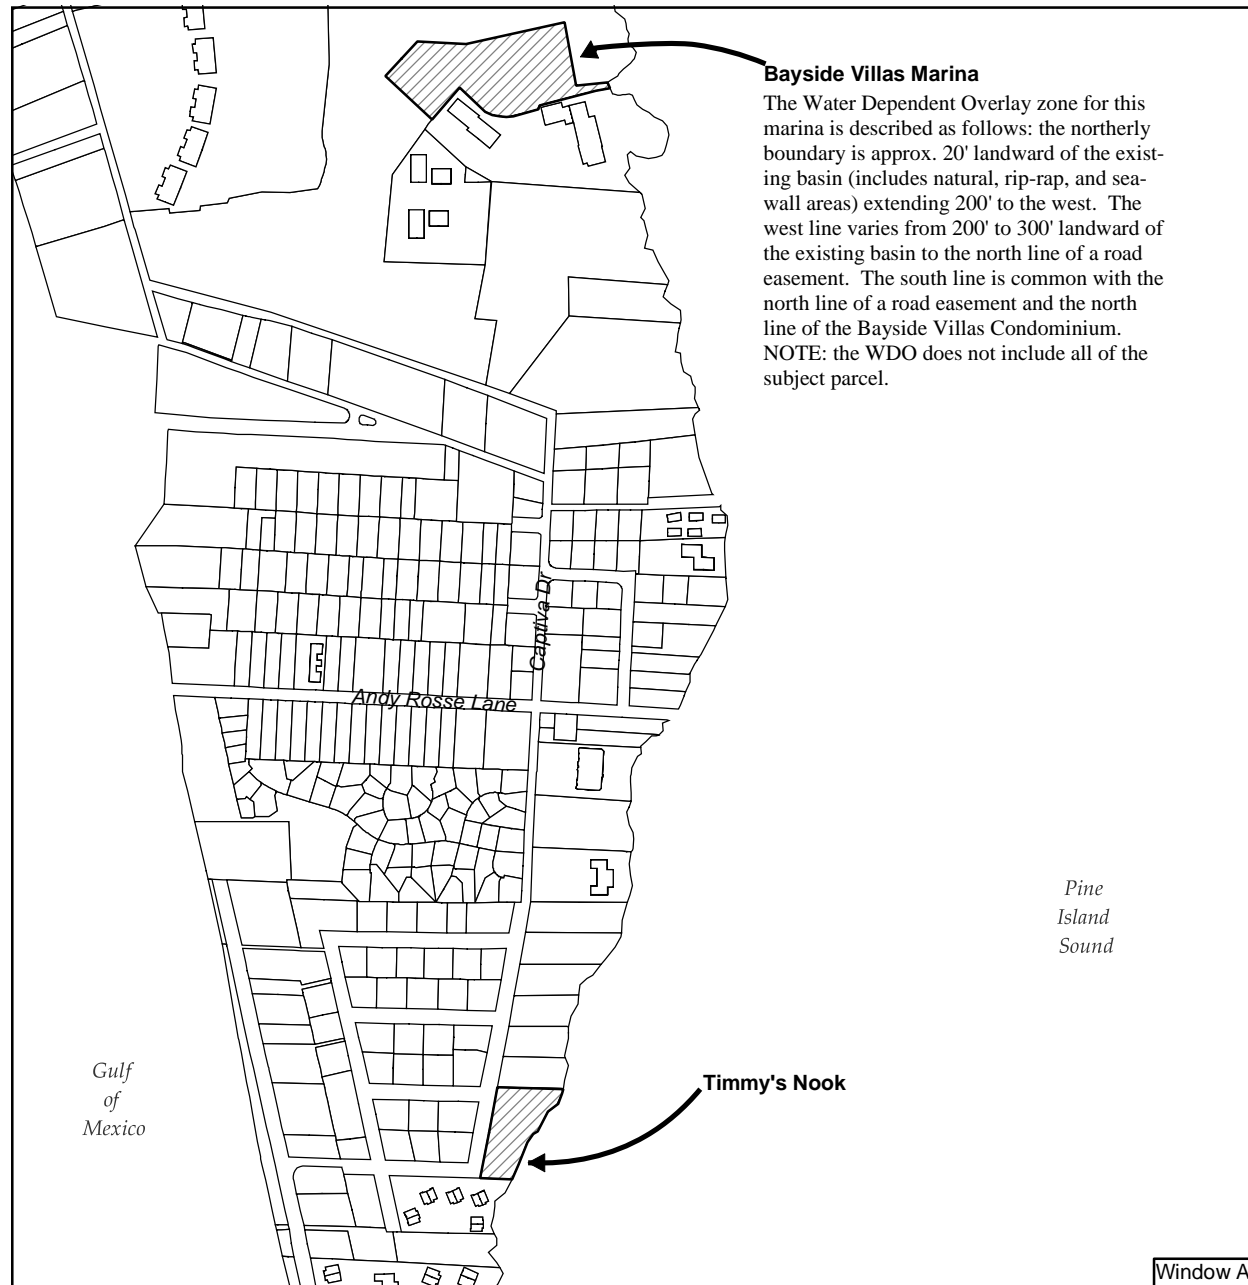 Bayside Villas Marina
The Water Dependent Overlay zone for this
marina is described as follows: the northerly
boundary is approx. 20' landward of the exist-
ing basin (includes natural, rip-rap, and sea-
wall areas) extending 200' to the west.  The
west line varies from 200' to 300' landward of
the existing basin to the north line of a road
easement.  The south line is common with the
north line of a road easement and the north
line of the Bayside Villas Condominium.
NOTE: the WDO does not include all of the
subject parcel.
Captiva Dr
Andy Rosse Lane
Pine
Island
Sound
Gulf
of
Mexico
Timmy's Nook
Window A